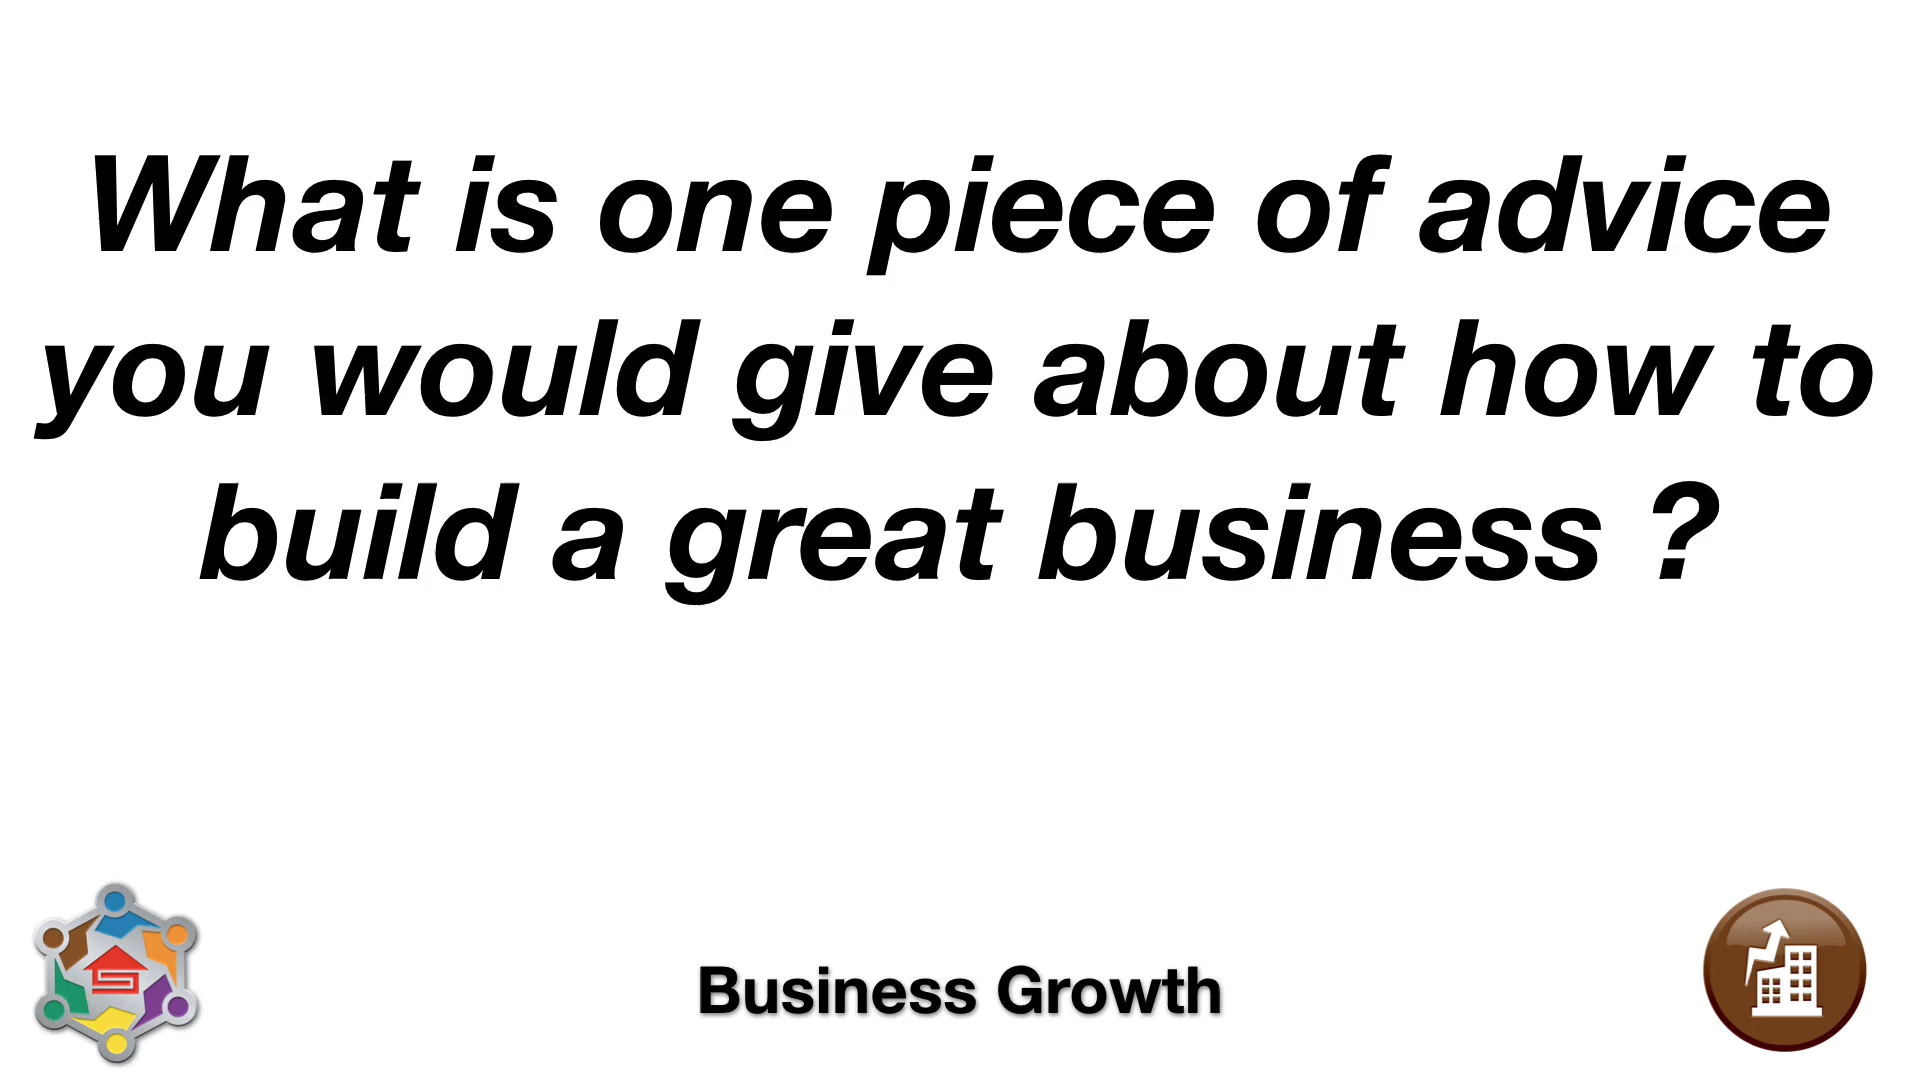 What is one piece of advice
you would give about how to
build a great business ?
Business Growth